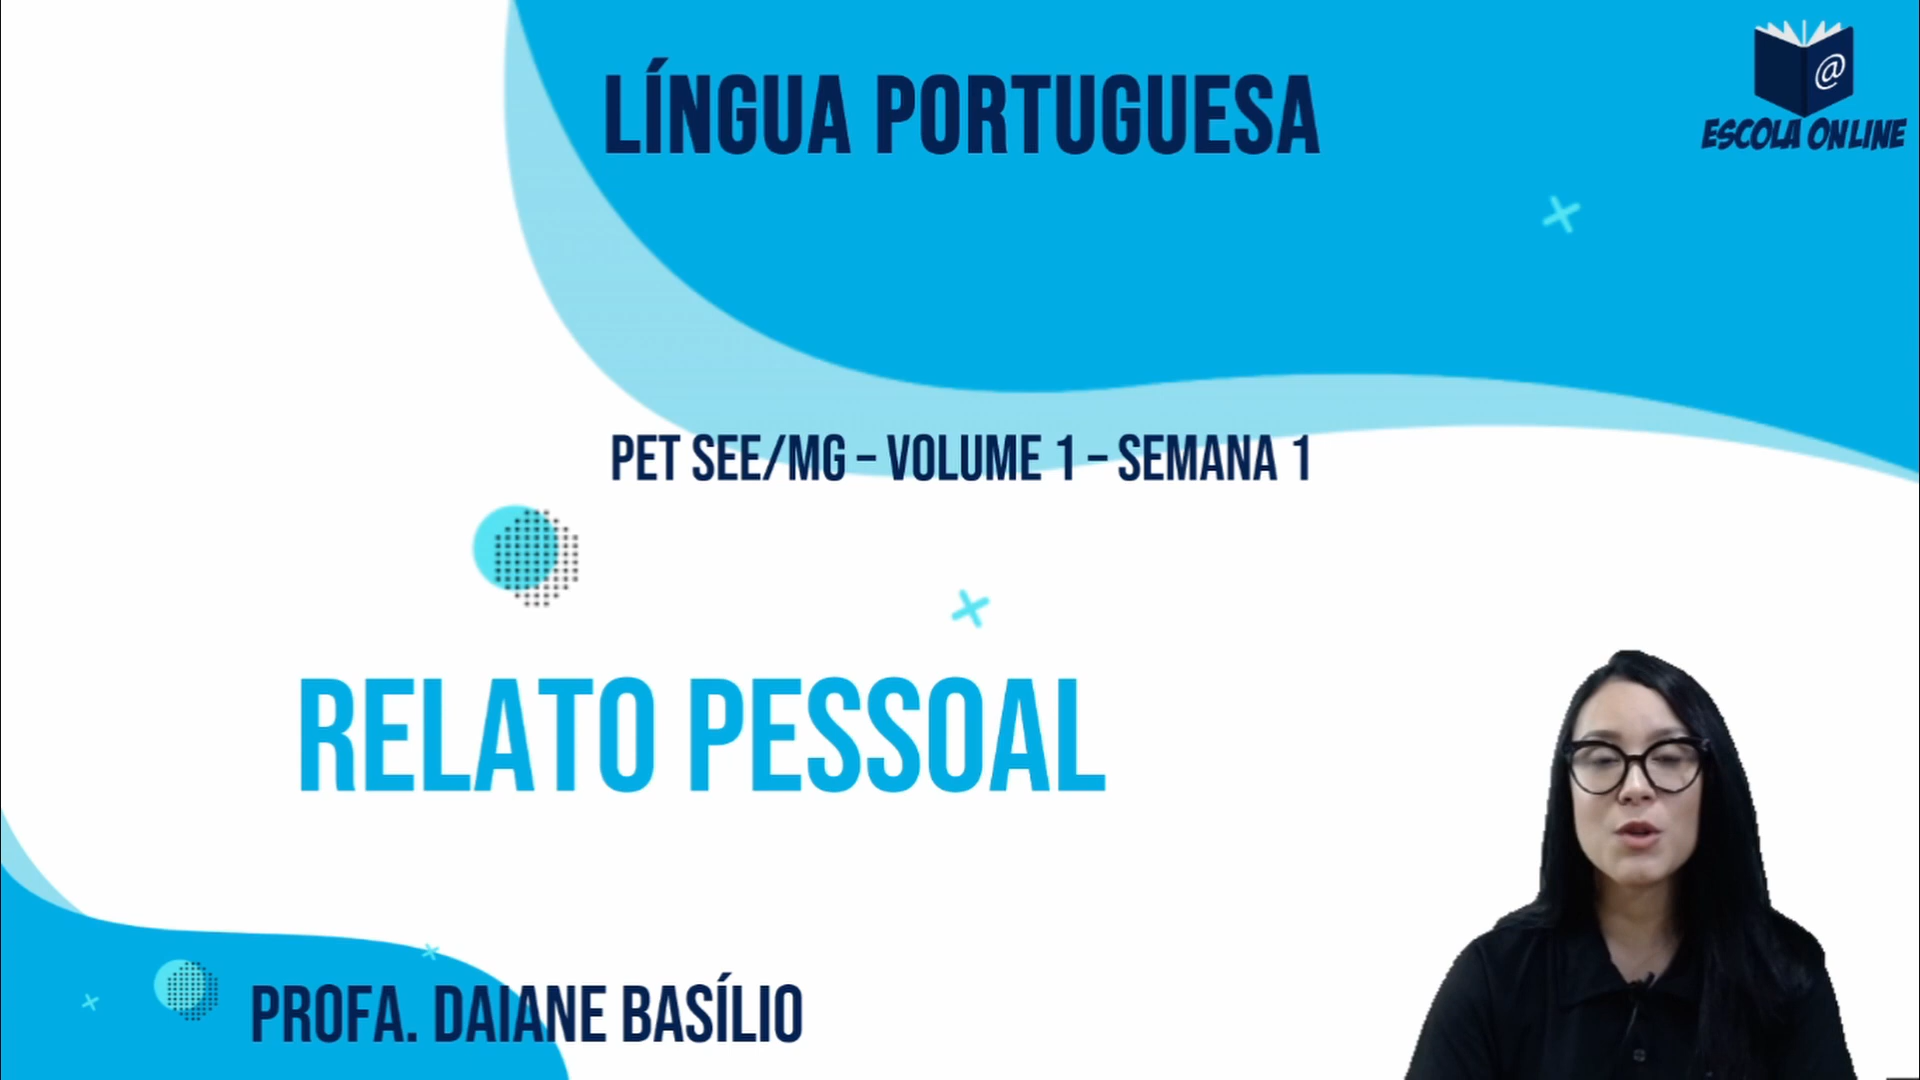 LÍNGUA PORTUGUESA
@
ESCOLA ONLINE
PET SEE/MG – VOLUME 1 – SEMANA 1
RELATO PESSOAL
PROFA. DAIANE BASÍLIO